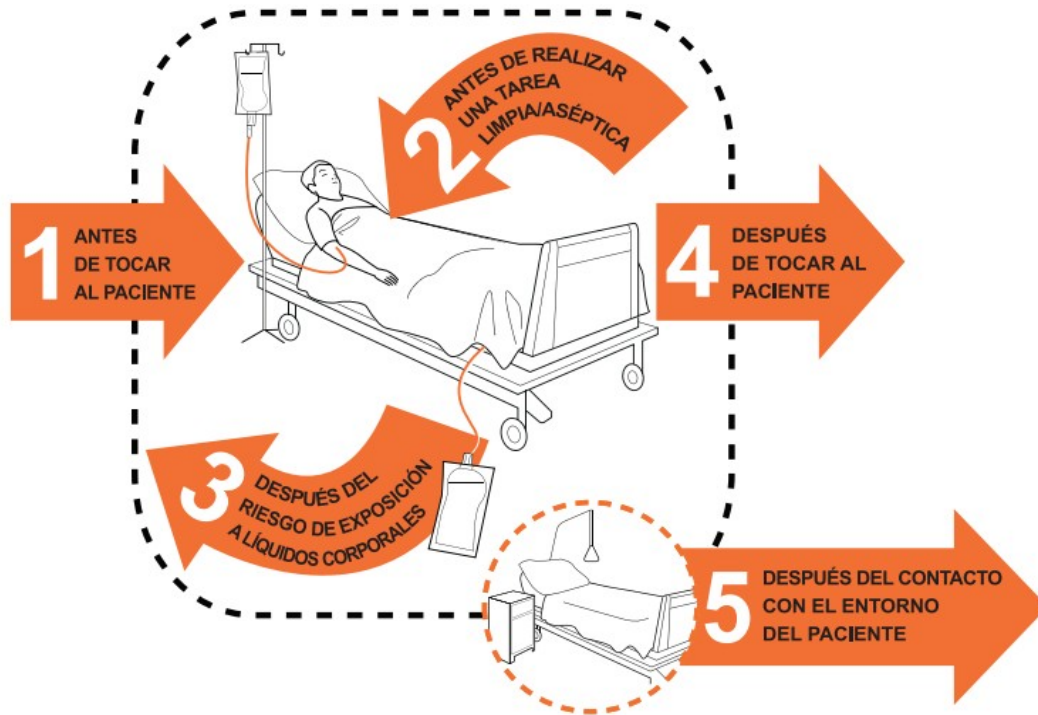 1
ANTES
DE TOCAR
AL PACIENTE
2
ANTES DE REALIZAR
UNA TAREA
LIMPIA/ASÉPTICA
3
DESPUÉS DEL
RIESGO DE EXPOSICIÓN
A LÍQUIDOS CORPORALES
4
DESPUÉS
DE TOCAR AL
PACIENTE
5
DESPUÉS DEL CONTACTO
CON EL ENTORNO
DEL PACIENTE